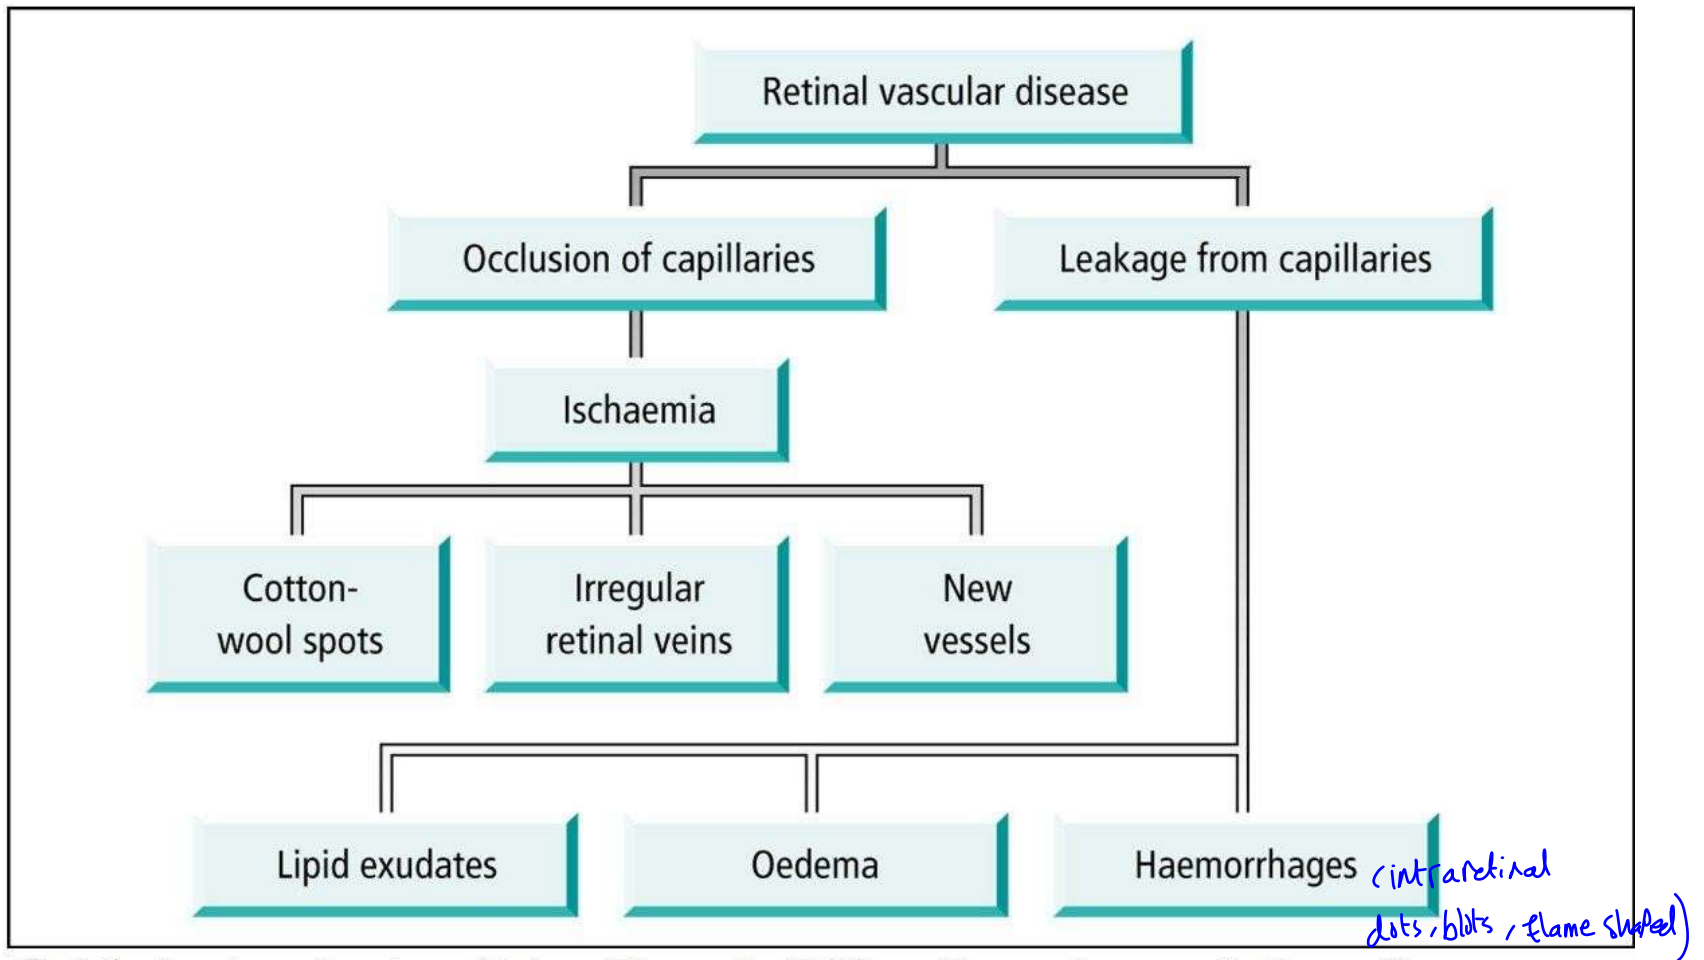 Retinal vascular disease
Occlusion of capillaries
Leakage from capillaries
Ischaemia
Cotton-
wool spots
Irregular
retinal veins
New
vessels
Lipid exudates
Oedema
Haemorrhages
(intraretinal
dots, blots, flame shaped)